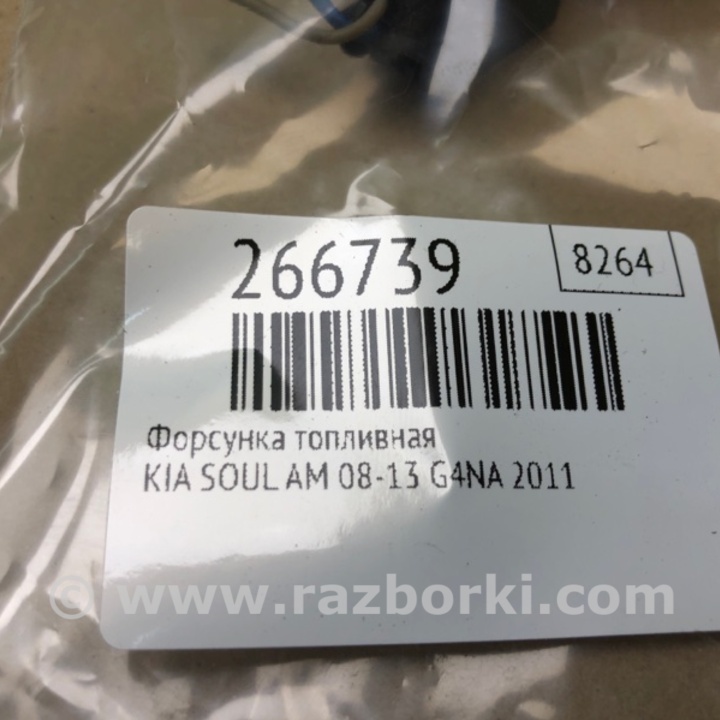 266739
8264
Форсунка топливная
KIA SOUL AM 08-13 G4NA 2011
© www.razborki.com